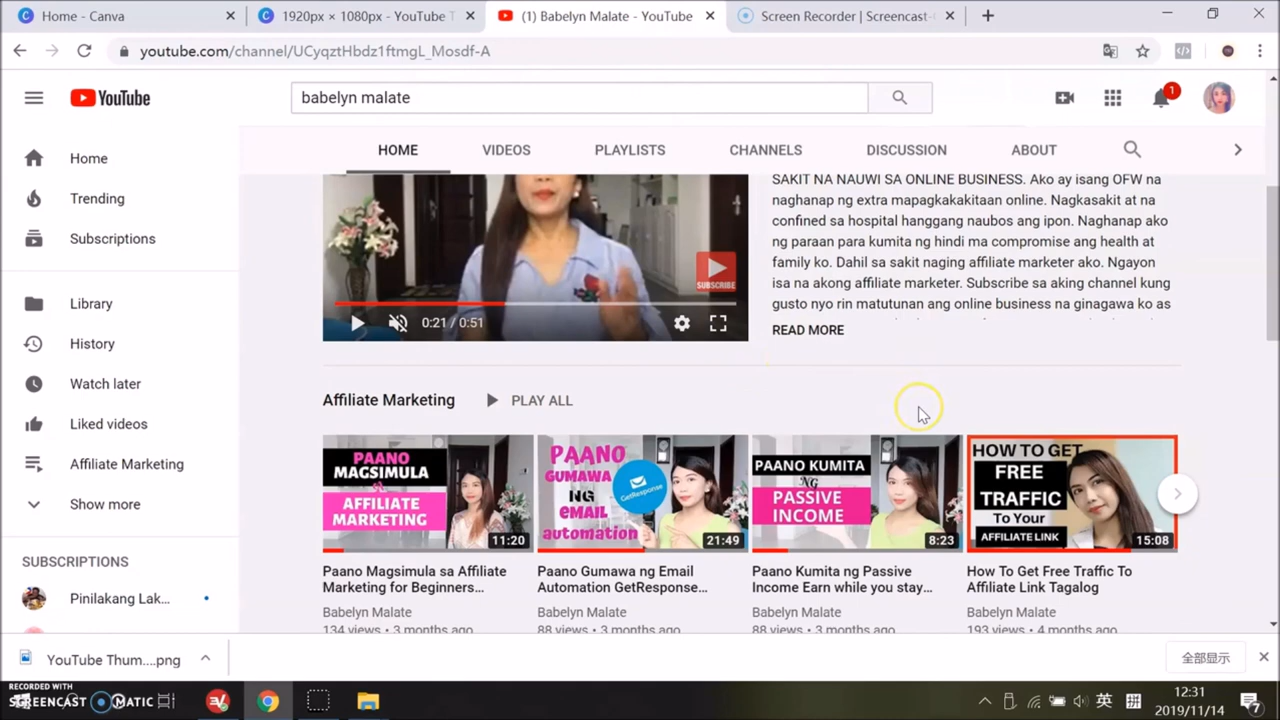 Home - Canva
1920px × 1080px - YouTube T
(1) Babelyn Malate - YouTube
Screen Recorder | Screencast-
youtube.com/channel/UCyqztHbdz1ftmgL_Mosdf-A
YouTube
babelyn malate
1
HOME VIDEOS PLAYLISTS CHANNELS DISCUSSION ABOUT
Home
Trending
Subscriptions
Library
History
Watch later
Liked videos
Affiliate Marketing
Show more
SUBSCRIPTIONS
Pinilakang Lak...
SUBSCRIBE
0:21 / 0:51
SAKIT NA NAUWI SA ONLINE BUSINESS. Ako ay isang OFW na
naghahanap ng extra mapagkakakitaan online. Nagkasakit at na
confined sa hospital hanggang naubos ang ipon. Naghanap ako
ng paraan para kumita ng hindi ma compromise ang health at
family ko. Dahil sa sakit naging affiliate marketer ako. Ngayon
isa na akong affiliate marketer. Subscribe sa aking channel kung
gusto nyo rin matutunan ang online business na ginagawa ko as
READ MORE
Affiliate Marketing PLAY ALL
PAANO
MAGSIMULA
AFFILIATE
MARKETING
11:20
Paano Magsimula sa Affiliate
Marketing for Beginners...
Babelyn Malate
134 views • 3 months ago
PAANO
GUMAWA
NG
EMAIL
automation
GetResponse
21:49
Paano Gumawa ng Email
Automation GetResponse...
Babelyn Malate
88 views • 3 months ago
PAANO KUMITA
NG
PASSIVE
INCOME
8:23
Paano Kumita ng Passive
Income Earn while you stay...
Babelyn Malate
88 views • 3 months ago
HOW TO GET
FREE
TRAFFIC
To Your
AFFILIATE LINK
15:08
How To Get Free Traffic To
Affiliate Link Tagalog
Babelyn Malate
193 views • 4 months ago
YouTube Thum....png
全部显示
RECORDED WITH
SCREENCAST MATIC
英
拼
12:31
2019/11/14
7